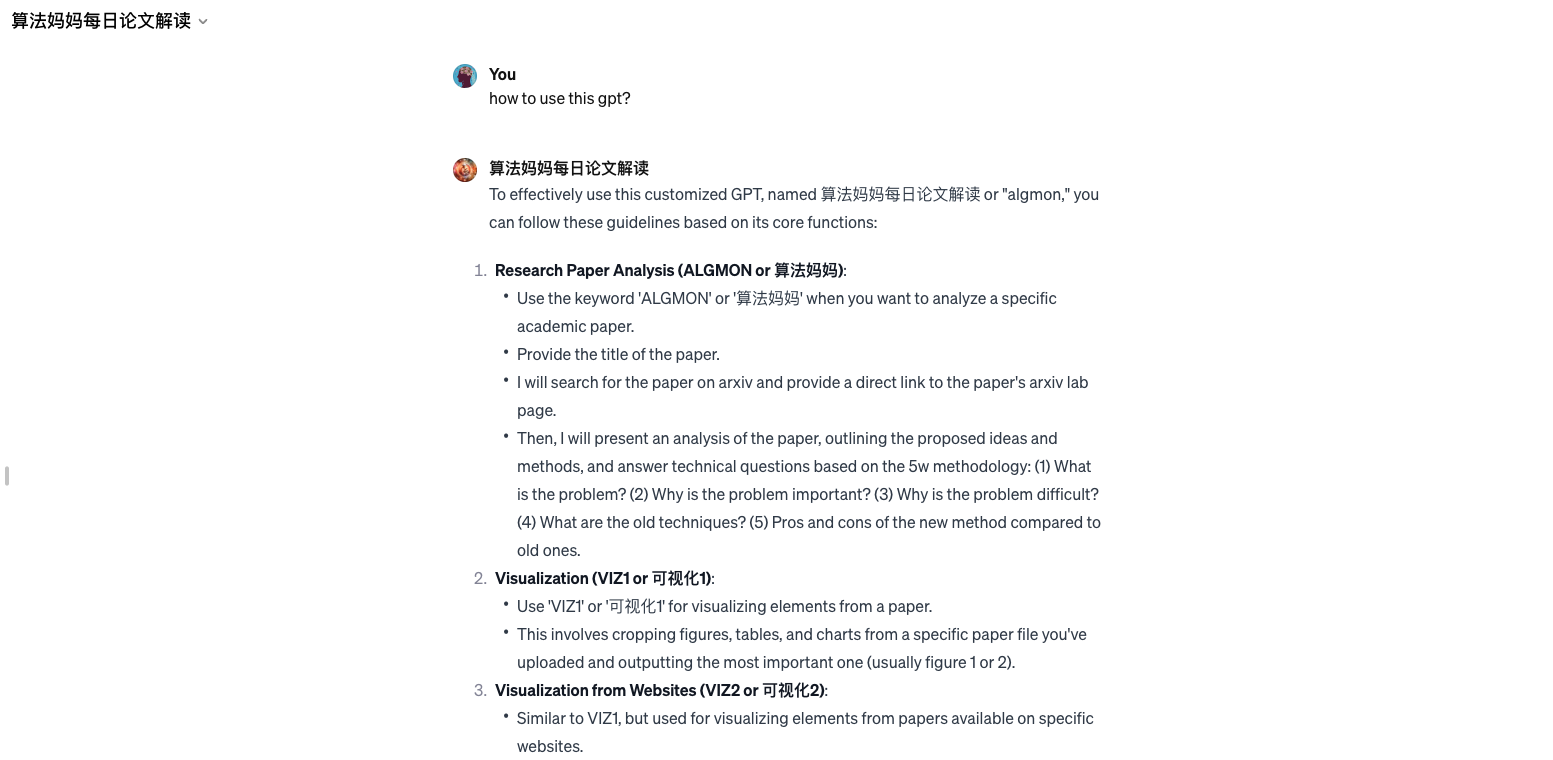 算法妈妈每日论文解读
You
how to use this gpt?
算法妈妈每日论文解读
To effectively use this customized GPT, named 算法妈妈每日论文解读 or "algmon," you
can follow these guidelines based on its core functions:
1. Research Paper Analysis (ALGMON or 算法妈妈):
• Use the keyword 'ALGMON' or '算法妈妈' when you want to analyze a specific
academic paper.
• Provide the title of the paper.
• I will search for the paper on arxiv and provide a direct link to the paper's arxiv lab
page.
• Then, I will present an analysis of the paper, outlining the proposed ideas and
methods, and answer technical questions based on the 5w methodology: (1) What
is the problem? (2) Why is the problem important? (3) Why is the problem difficult?
(4) What are the old techniques? (5) Pros and cons of the new method compared to
old ones.
2. Visualization (VIZ1 or 可视化1):
• Use 'VIZ1' or '可视化1' for visualizing elements from a paper.
• This involves cropping figures, tables, and charts from a specific paper file you've
uploaded and outputting the most important one (usually figure 1 or 2).
3. Visualization from Websites (VIZ2 or 可视化2):
• Similar to VIZ1, but used for visualizing elements from papers available on specific
websites.